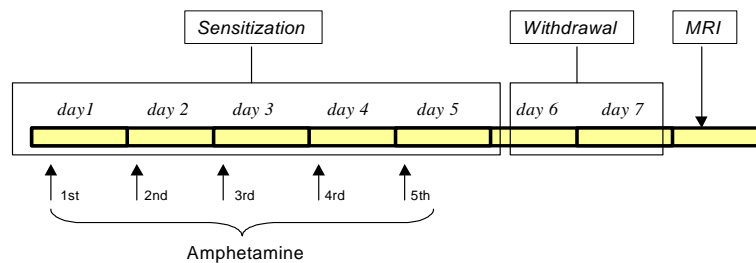 Sensitization Withdrawal MRI
day1 day 2 day 3 day 4 day 5 day 6 day 7
1st 2nd 3rd 4rd 5th
Amphetamine